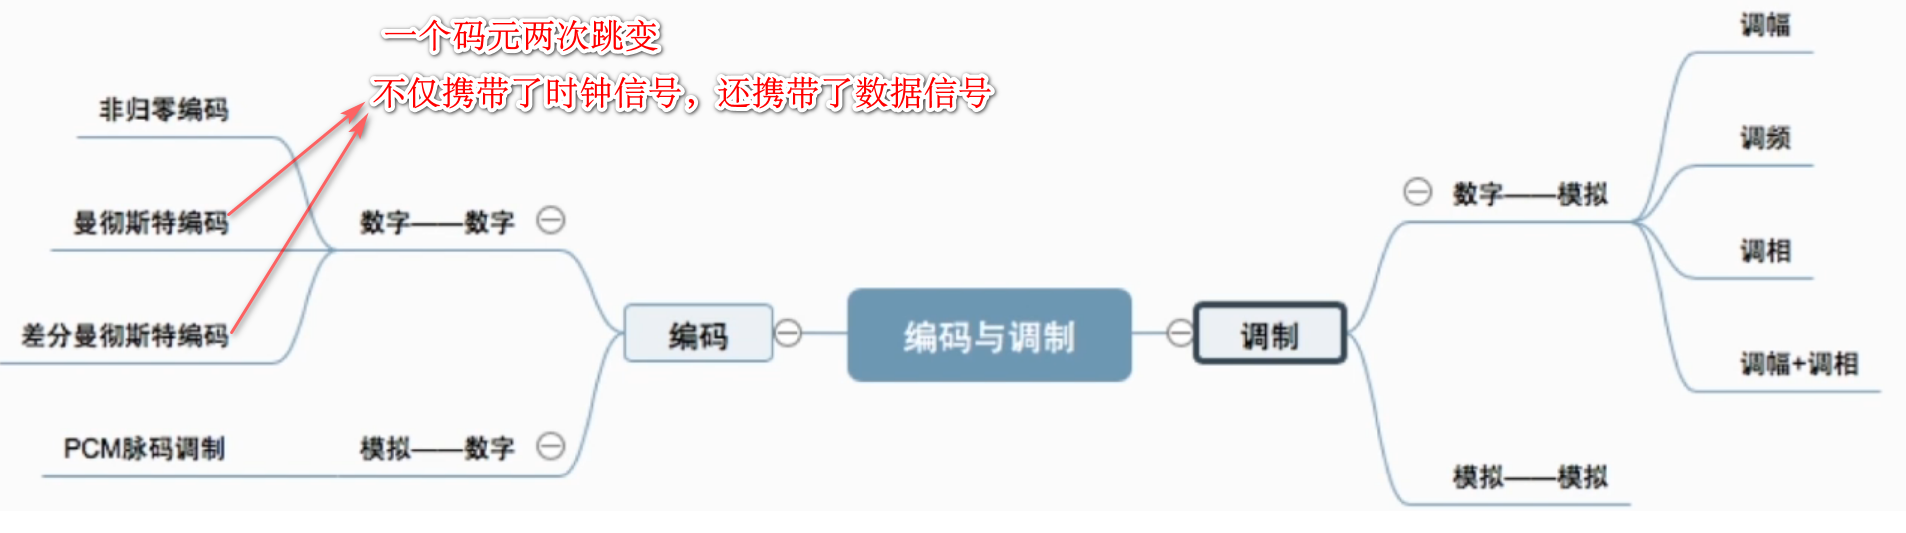 一个码元两次跳变
不仅携带了时钟信号，还携带了数据信号
非归零编码
曼彻斯特编码
差分曼彻斯特编码
数字——数字
PCM脉码调制
模拟——数字
编码
编码与调制
调制
数字——模拟
调幅
调频
调相
调幅+调相
模拟——模拟